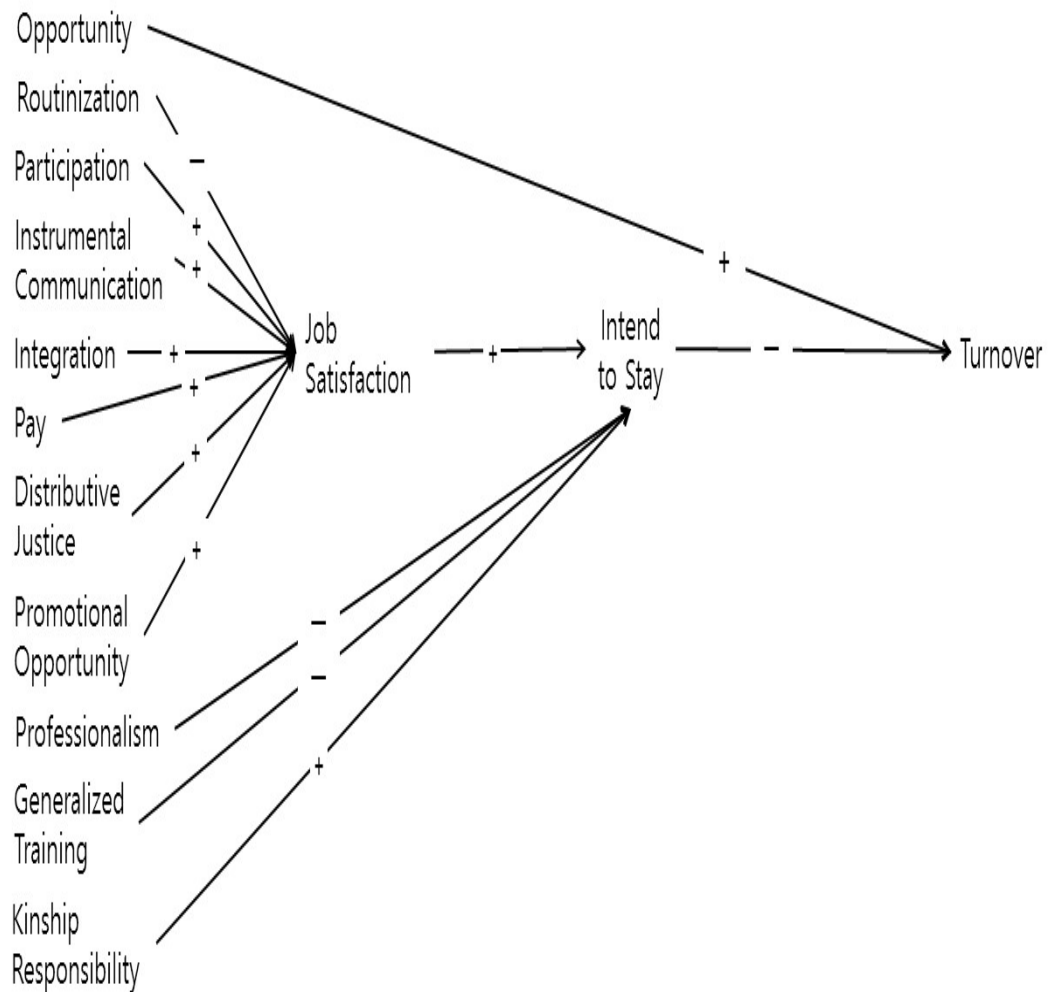 Opportunity
Routinization
Participation
Instrumental
Communication
Integration
Pay
Distributive
Justice
Promotional
Opportunity
Professionalism
Generalized
Training
Kinship
Responsibility
−
+
+
+
+
+
+
Job
Satisfaction
+
−
−
+
Intend
to Stay
−
+
Turnover